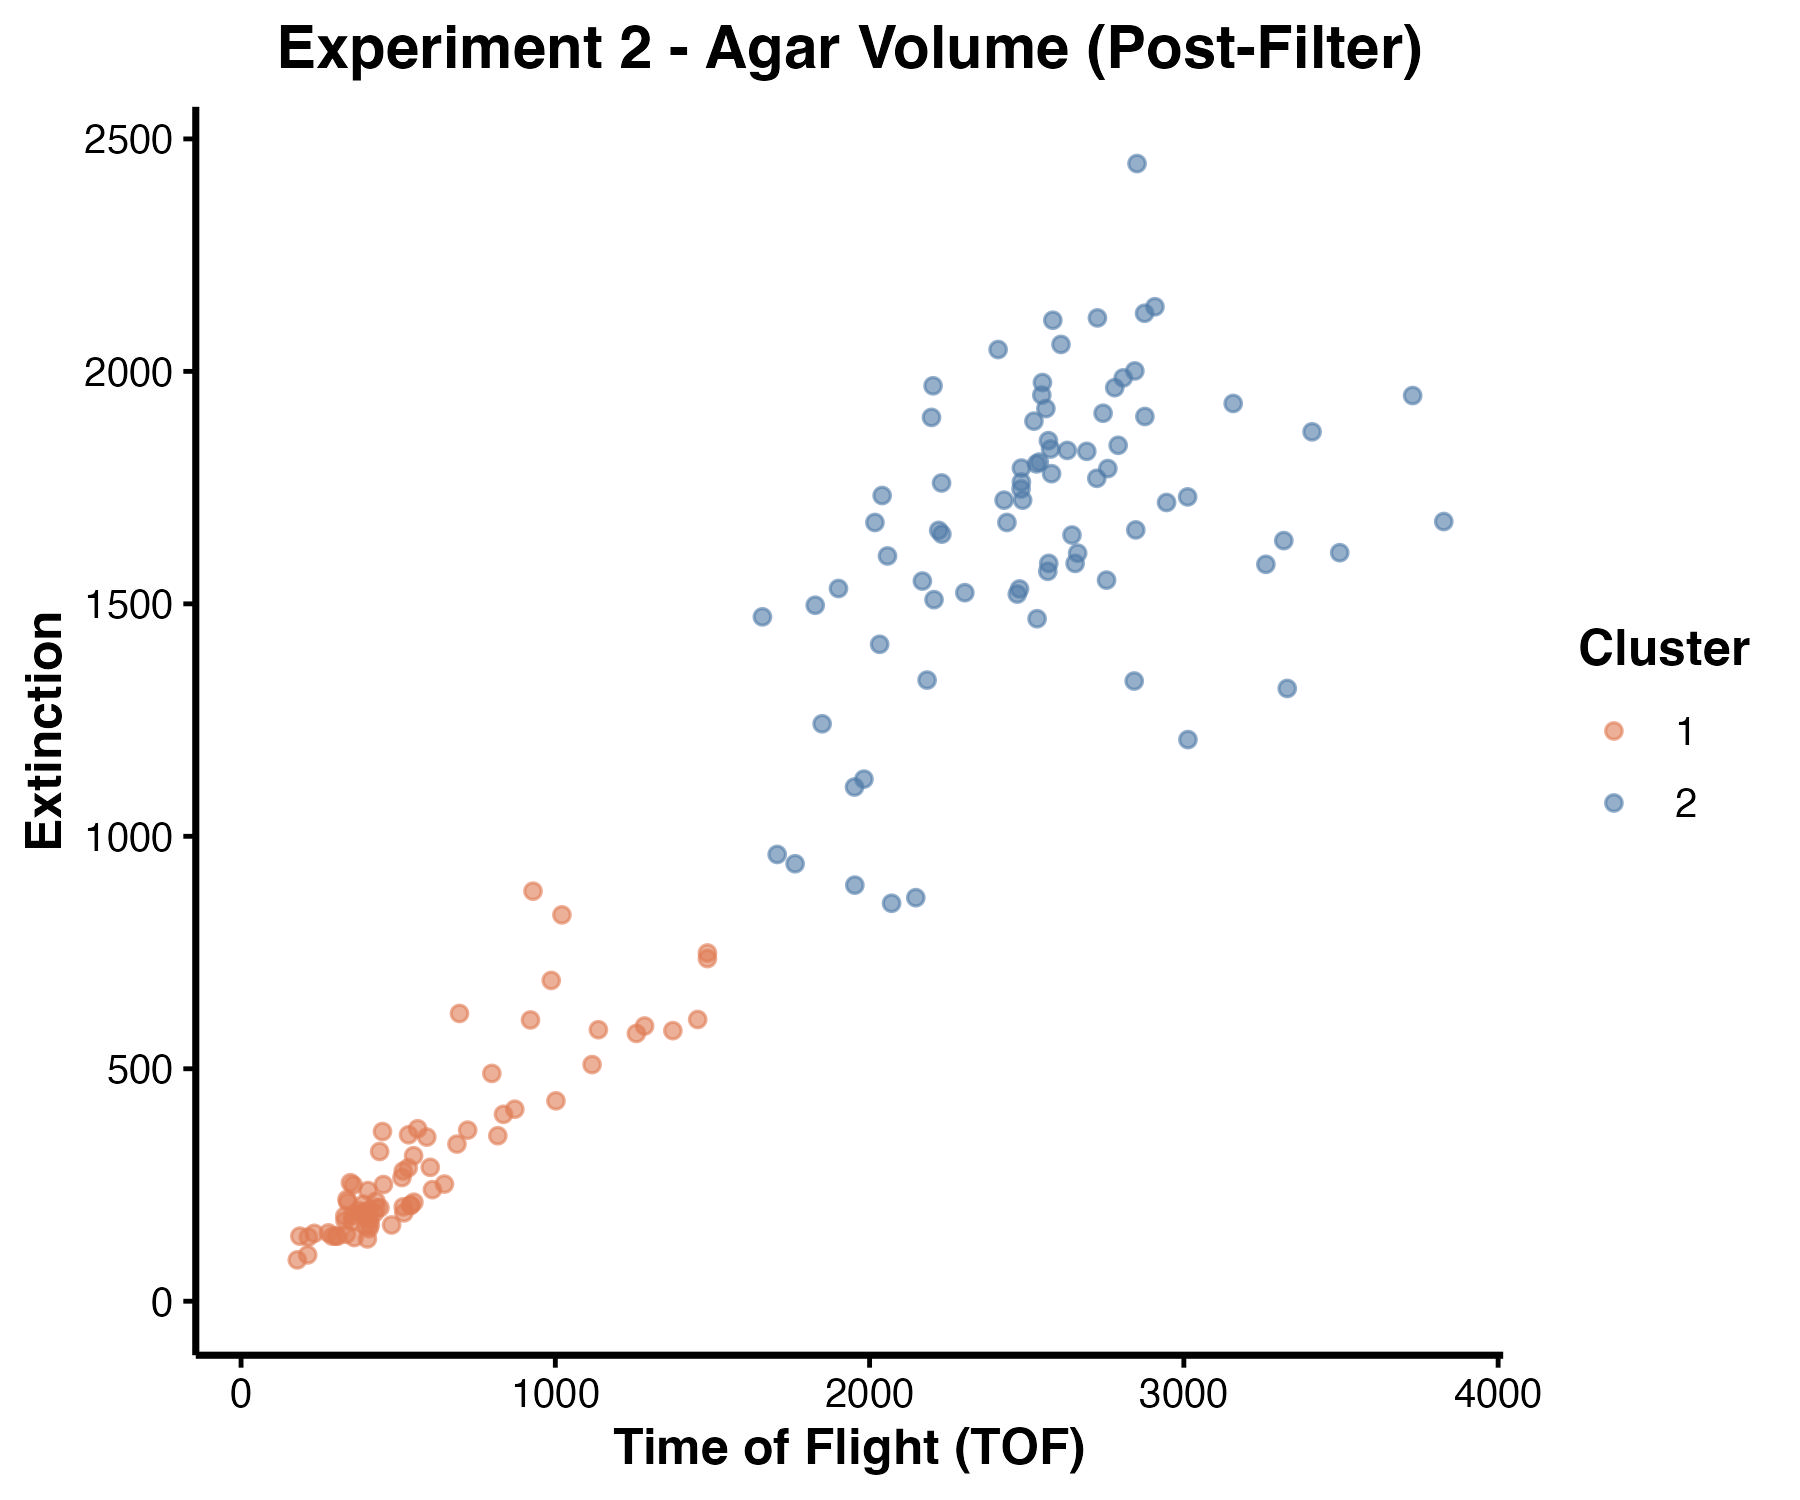 Experiment 2 - Agar Volume (Post-Filter)
2500
2000
1500
1000
500
0
Extinction
0 1000 2000 3000 4000
Time of Flight (TOF)
Cluster
1
2